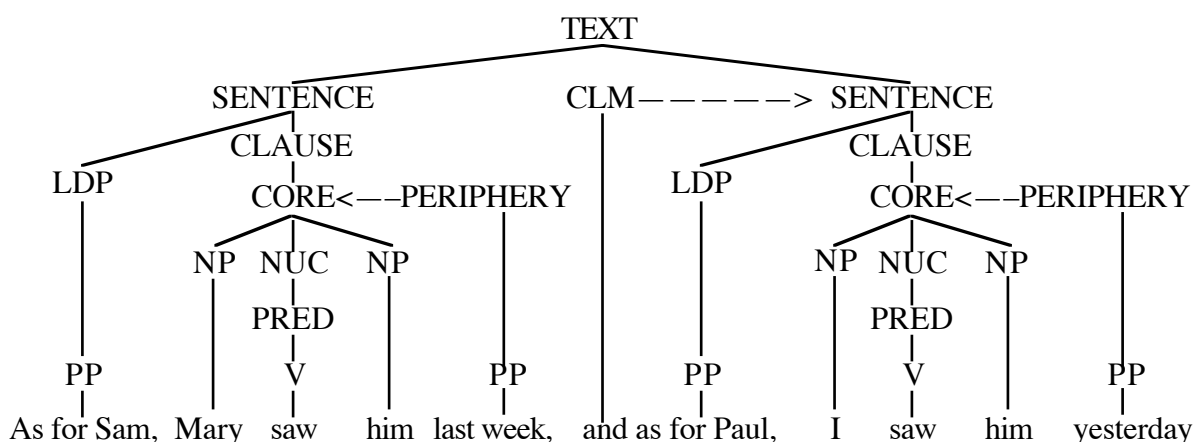 TEXT
SENTENCE CLM – – – – –> SENTENCE
CLAUSE CLAUSE
LDP LDP
CORE<– –PERIPHERY CORE<– –PERIPHERY
NP NUC NP NP NUC NP
PRED PRED
PP V PP PP V PP
As for Sam, Mary saw him last week, and as for Paul, I saw him yesterday